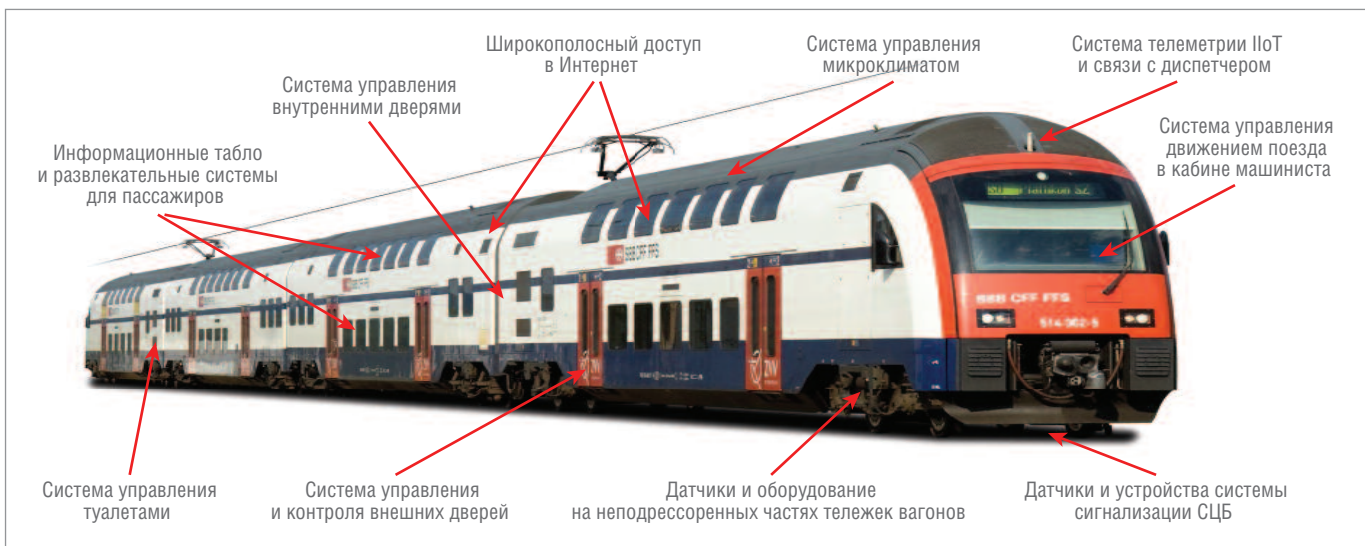 Широкополосный доступ
в Интернет
Система управления
микроклиматом
Система телеметрии IIoT
и связи с диспетчером
Система управления
внутренними дверями
Система управления
движением поезда
в кабине машиниста
Информационные табло
и развлекательные системы
для пассажиров
SBB CFF FFS
SBB CFF FFS
514 002-5
ZVV
Система управления
туалетами
Система управления
и контроля внешних дверей
Датчики и оборудование
на неподрессоренных частях тележек вагонов
Датчики и устройства системы
сигнализации СЦБ